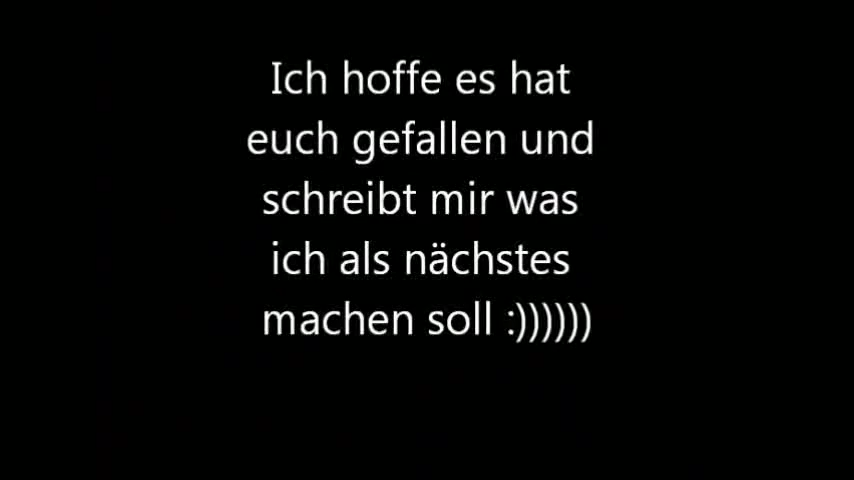 Ich hoffe es hat
euch gefallen und
schreibt mir was
ich als nächstes
machen soll :))))))